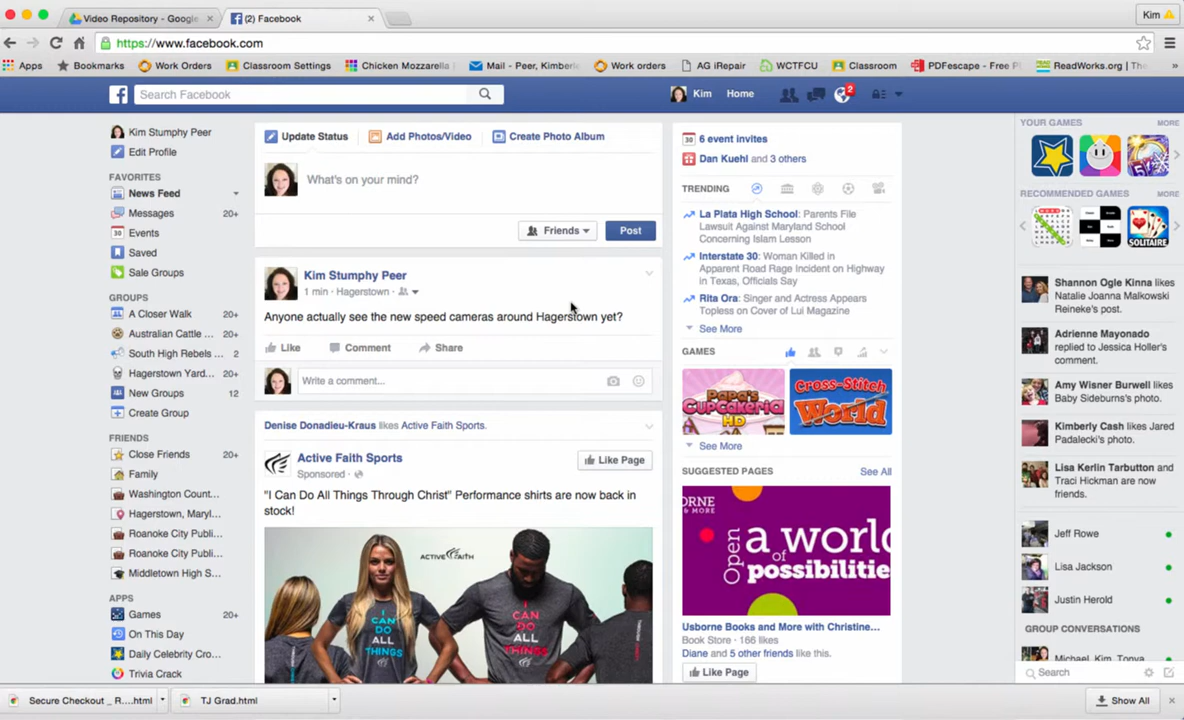 Video Repository - Google
(2) Facebook
Kim
https://www.facebook.com
Apps
Bookmarks
Work Orders
Classroom Settings
Chicken Mozzarella
Mail - Peer, Kimberle
Work orders
AG iRepair
WCTFCU
Classroom
PDFescape - Free P
ReadWorks.org | The
»
Search Facebook
Kim
Home
2
Kim Stumphy Peer
Edit Profile
FAVORITES
News Feed
Messages 20+
31 Events
Saved
Sale Groups
GROUPS
A Closer Walk 20+
Australian Cattle ... 20+
South High Rebels ... 2
Hagerstown Yard... 20+
New Groups 12
Create Group
FRIENDS
Close Friends 20+
Family
Washington Count...
Hagerstown, Maryl...
Roanoke City Publi...
Roanoke City Publi...
Middletown High S...
APPS
Games 20+
On This Day
Daily Celebrity Cro...
Trivia Crack
Update Status
Add Photos/Video
Create Photo Album
What's on your mind?
Friends
Post
Kim Stumphy Peer
1 min · Hagerstown ·
Anyone actually see the new speed cameras around Hagerstown yet?
Like Comment Share
Write a comment...
Denise Donadieu-Kraus likes Active Faith Sports.
Active Faith Sports
Sponsored ·
Like Page
"I Can Do All Things Through Christ" Performance shirts are now back in
stock!
ACTIVE FAITH
I CAN
DO
ALL
THINGS
I CAN
DO ALL
THINGS
30 6 event invites
Dan Kuehl and 3 others
TRENDING
La Plata High School: Parents File
Lawsuit Against Maryland School
Concerning Islam Lesson
Interstate 30: Woman Killed in
Apparent Road Rage Incident on Highway
in Texas, Officials Say
Rita Ora: Singer and Actress Appears
Topless on Cover of Lui Magazine
See More
GAMES
Papa's
Cupcakeria
HD
Cross-Stitch
World
See More
SUGGESTED PAGES
See All
ORNE
& MORE
Open a world
of
possibilities
Usborne Books and More with Christine...
Book Store · 166 likes
Diane and 5 other friends like this.
Like Page
YOUR GAMES
MORE
RECOMMENDED GAMES
MORE
SOLITAIRE
Shannon Ogle Kinna likes
Natalie Joanna Malkowski
Reineke's post.
Adrienne Mayonado
replied to Jessica Holler's
comment.
Amy Wisner Burwell likes
Baby Sideburns's photo.
Kimberly Cash likes Jared
Padalecki's photo.
Lisa Kerlin Tarbutton and
Traci Hickman are now
friends.
Jeff Rowe
Lisa Jackson
Justin Herold
GROUP CONVERSATIONS
Michael, Kim, Tonya
Search
Secure Checkout _ R....html
TJ Grad.html
Show All